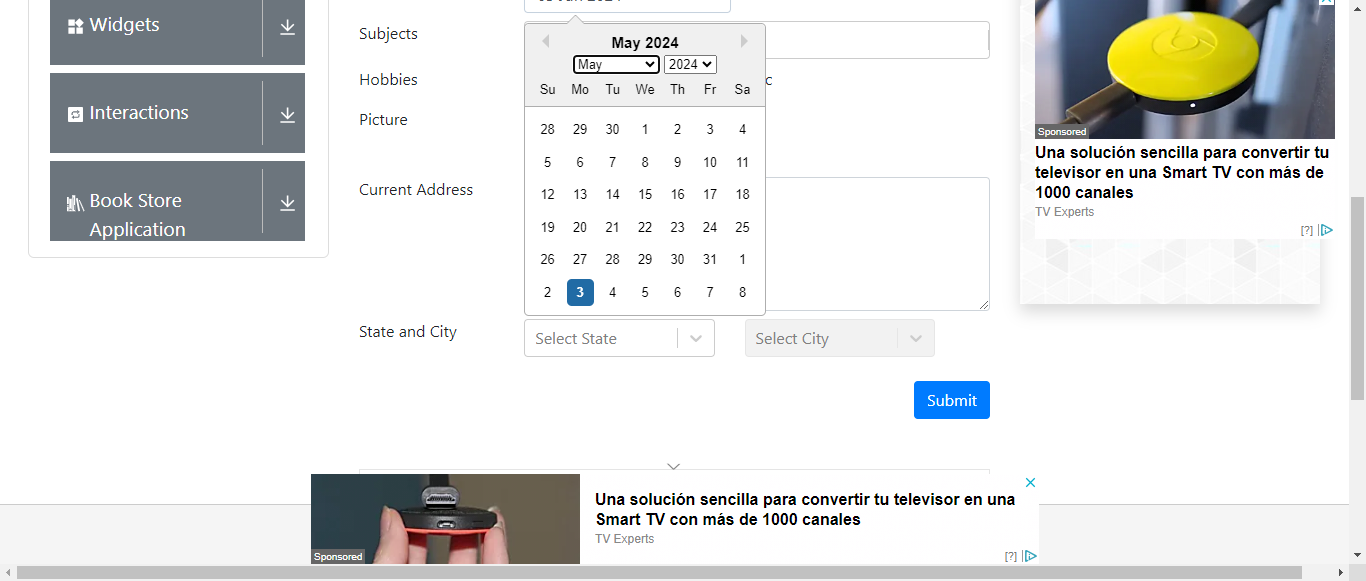 Widgets
Interactions
Book Store
Application
Subjects
Hobbies
Picture
Current Address
State and City
May 2024
May 2024
Su Mo Tu We Th Fr Sa
28 29 30 1 2 3 4
5 6 7 8 9 10 11
12 13 14 15 16 17 18
19 20 21 22 23 24 25
26 27 28 29 30 31 1
2 3 4 5 6 7 8
Select State
Select City
Submit
Sponsored
Una solución sencilla para convertir tu
televisor en una Smart TV con más de
1000 canales
TV Experts
[?]
Sponsored
Una solución sencilla para convertir tu televisor en una
Smart TV con más de 1000 canales
TV Experts
[?]